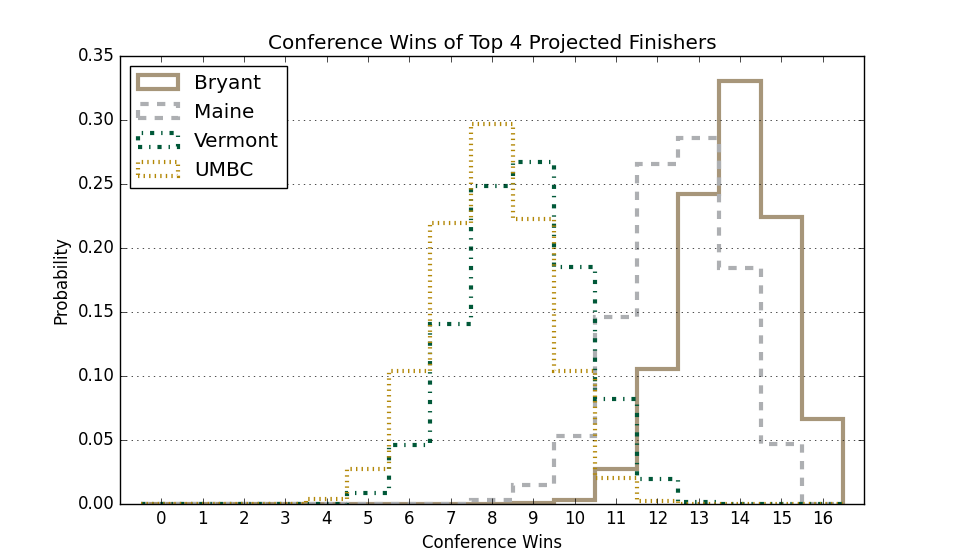 Conference Wins of Top 4 Projected Finishers
Bryant
Maine
Vermont
UMBC
0.35
0.30
0.25
0.20
0.15
0.10
0.05
0.00
Probability
0 1 2 3 4 5 6 7 8 9 10 11 12 13 14 15 16
Conference Wins